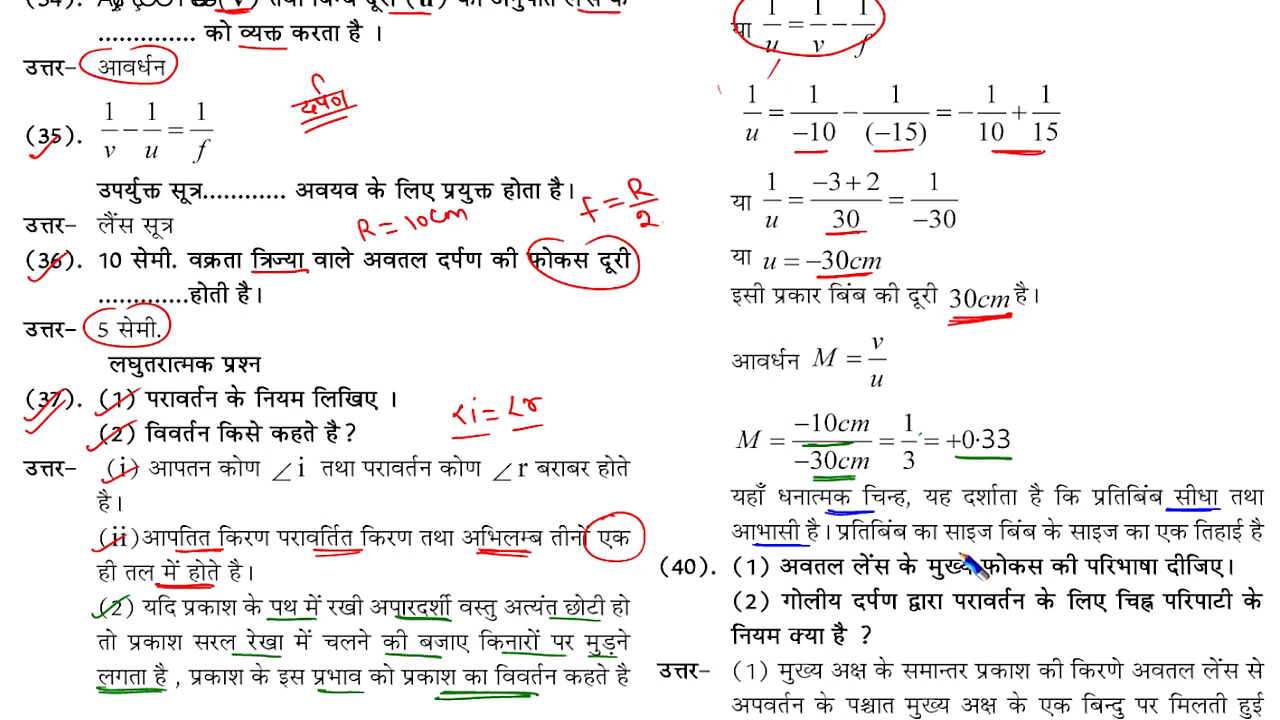 (v) तथा बिम्ब दूरी (u) का अनुपात लेंस के
.............. को व्यक्त करता है ।
उत्तर- आवर्धन
दर्पण
(35). 1/v - 1/u = 1/f
उपर्युक्त सूत्र............ अवयव के लिए प्रयुक्त होता है।
f = R/2
उत्तर- लैंस सूत्र
R = 10cm
(36). 10 सेमी. वक्रता त्रिज्या वाले अवतल दर्पण की फोकस दूरी
.............होती है।
उत्तर- 5 सेमी.
लघुतरात्मक प्रश्न
(37). (1) परावर्तन के नियम लिखिए ।
<i = <r
(2) विवर्तन किसे कहते है?
उत्तर- (i) आपतन कोण ∠i तथा परावर्तन कोण ∠r बराबर होते
है।
(ii)आपतित किरण परावर्तित किरण तथा अभिलम्ब तीनों एक
ही तल में होते है।
(2) यदि प्रकाश के पथ में रखी अपारदर्शी वस्तु अत्यंत छोटी हो
तो प्रकाश सरल रेखा में चलने की बजाए किनारों पर मुड़ने
लगता है , प्रकाश के इस प्रभाव को प्रकाश का विवर्तन कहते है
या 1/u = 1/v - 1/f
1/u = 1/-10 - 1/(-15) = - 1/10 + 1/15
या 1/u = -3+2/30 = 1/-30
या u = -30cm
इसी प्रकार बिंब की दूरी 30cm है।
आवर्धन M = v/u
M = -10cm/-30cm = 1/3 = +0·33
यहाँ धनात्मक चिन्ह, यह दर्शाता है कि प्रतिबिंब सीधा तथा
आभासी है। प्रतिबिंब का साइज बिंब के साइज का एक तिहाई है
(40). (1) अवतल लेंस के मुख्य फोकस की परिभाषा दीजिए।
(2) गोलीय दर्पण द्वारा परावर्तन के लिए चिह्न परिपाटी के
नियम क्या है ?
उत्तर- (1) मुख्य अक्ष के समान्तर प्रकाश की किरणे अवतल लेंस से
अपवर्तन के पश्चात मुख्य अक्ष के एक बिन्दु पर मिलती हुई